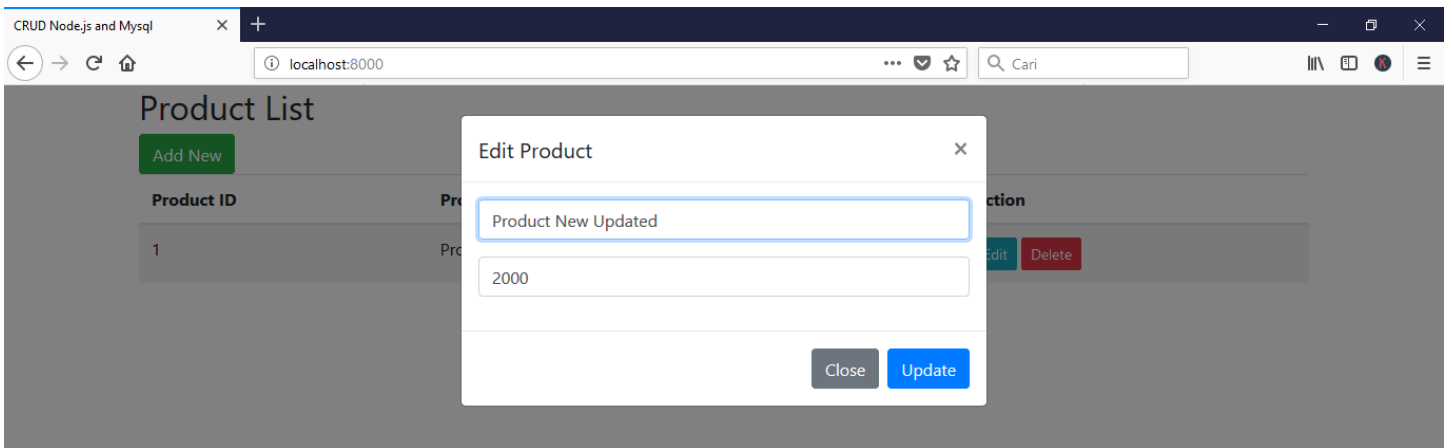 CRUD Node.js and Mysql
localhost:8000
Cari
Product List
Add New
Edit Product
Product ID
Pro
ction
Product New Updated
1
Pro
Edit
Delete
2000
Close
Update